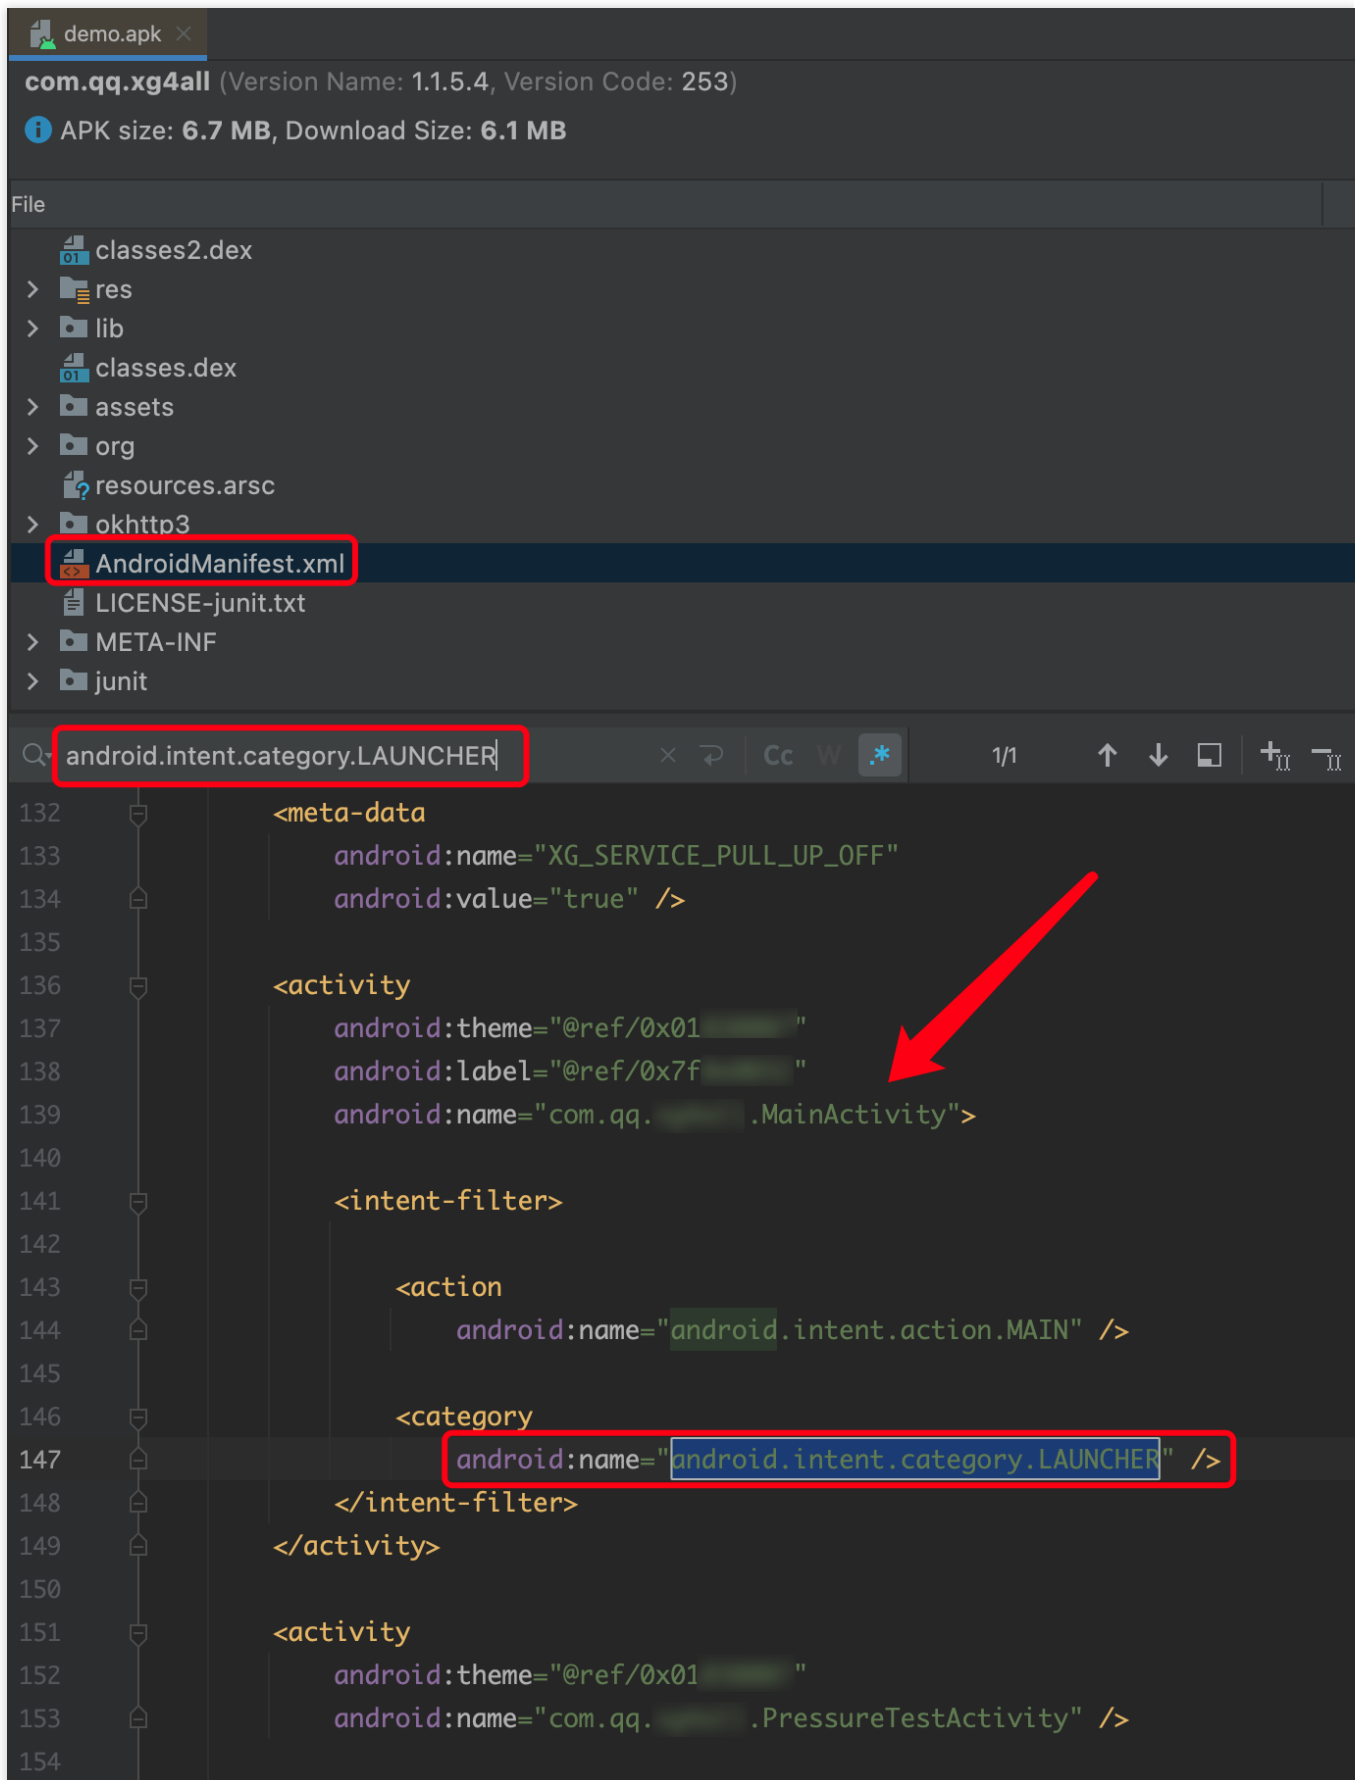 demo.apk
com.qq.xg4all (Version Name: 1.1.5.4, Version Code: 253)
APK size: 6.7 MB, Download Size: 6.1 MB
File
classes2.dex
res
lib
classes.dex
assets
org
resources.arsc
okhttp3
AndroidManifest.xml
LICENSE-junit.txt
META-INF
junit
android.intent.category.LAUNCHER Cc W .* 1/1
132 <meta-data
133 android:name="XG_SERVICE_PULL_UP_OFF"
134 android:value="true" />
135
136 <activity
137 android:theme="@ref/0x01 "
138 android:label="@ref/0x7f "
139 android:name="com.qq. .MainActivity">
140
141 <intent-filter>
142
143 <action
144 android:name="android.intent.action.MAIN" />
145
146 <category
147 android:name="android.intent.category.LAUNCHER" />
148 </intent-filter>
149 </activity>
150
151 <activity
152 android:theme="@ref/0x01 "
153 android:name="com.qq. .PressureTestActivity" />
154